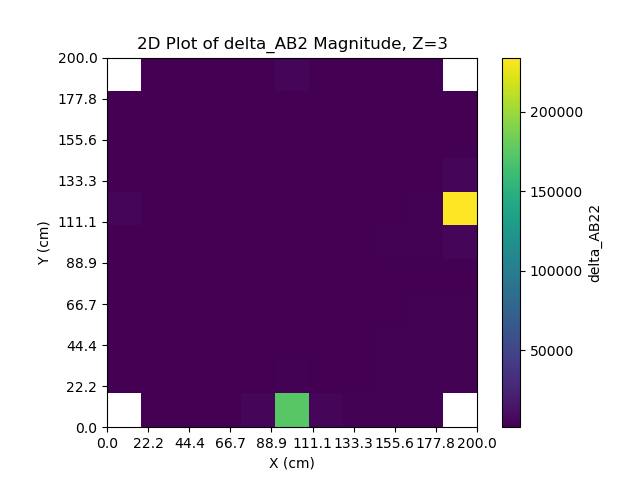 2D Plot of delta_AB2 Magnitude, Z=3
200.0
177.8
155.6
133.3
111.1
88.9
66.7
44.4
22.2
0.0
Y (cm)
0.0 22.2 44.4 66.7 88.9 111.1 133.3 155.6 177.8 200.0
X (cm)
200000
150000
100000
50000
delta_AB22